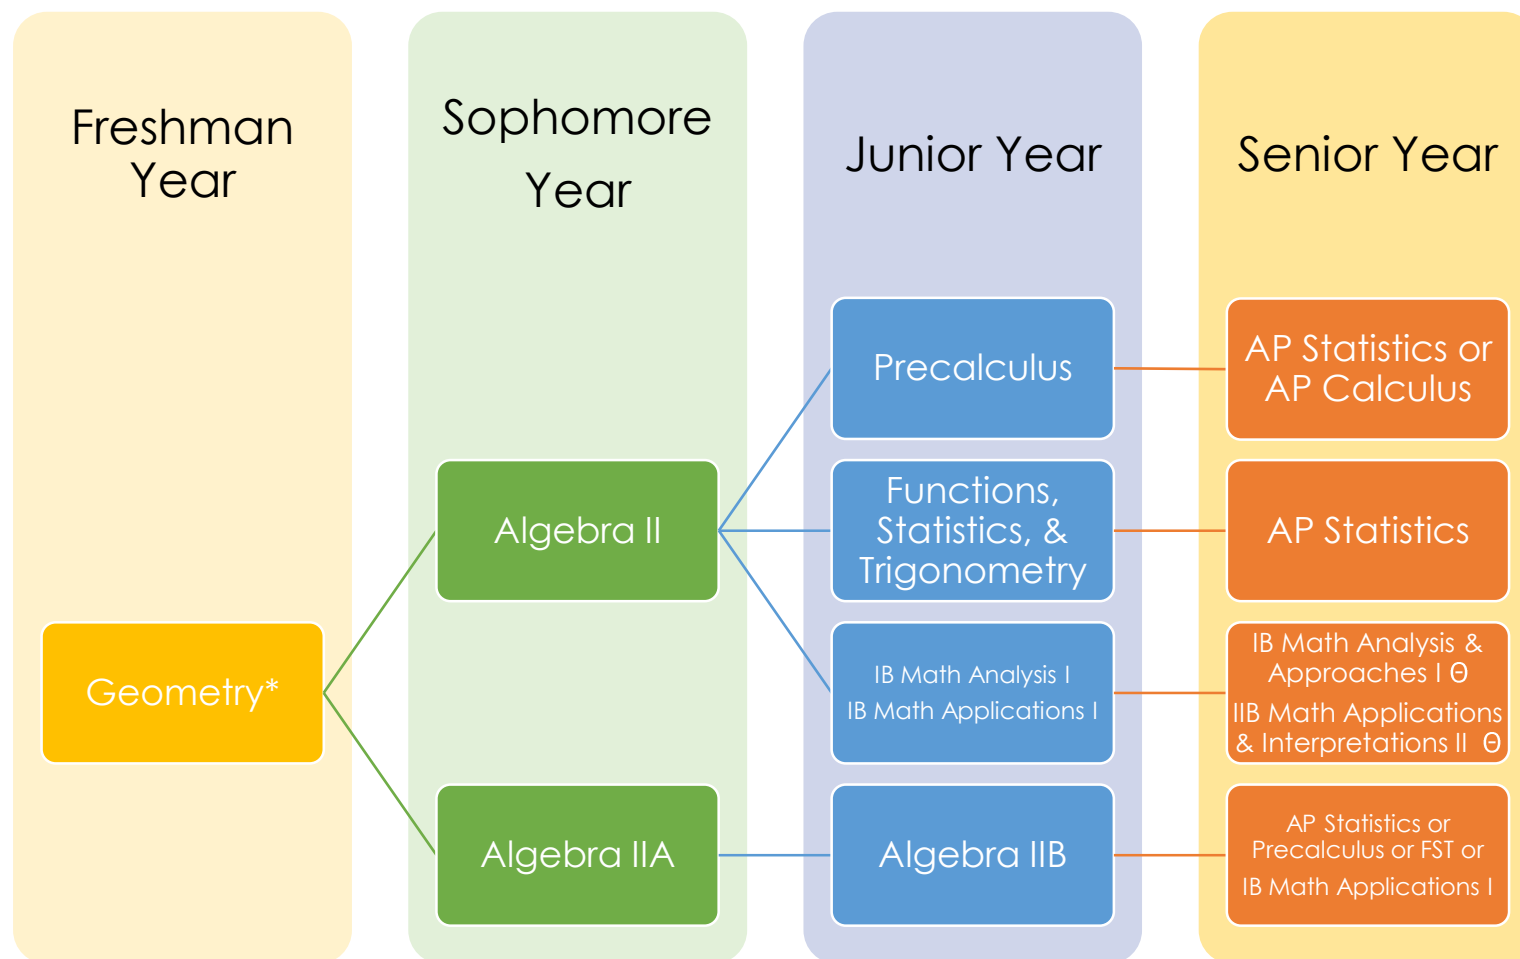 Freshman
Year
Sophomore
Year
Junior Year
Senior Year
Geometry*
Algebra II
Algebra IIA
Precalculus
Functions,
Statistics, &
Trigonometry
IB Math Analysis I
IB Math Applications I
Algebra IIB
AP Statistics or
AP Calculus
AP Statistics
IB Math Analysis &
Approaches I Θ
IIB Math Applications
& Interpretations II Θ
AP Statistics or
Precalculus or FST or
IB Math Applications I